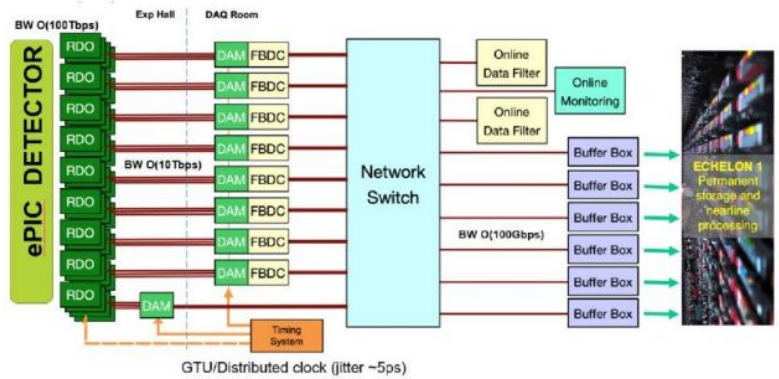 BW O(100Tbps)
Exp Hall
DAQ Room
ePIC DETECTOR
RDO
RDO
RDO
RDO
RDO
RDO
RDO
RDO
RDO
BW O(10Tbps)
DAM FBDC
DAM FBDC
DAM FBDC
DAM FBDC
DAM FBDC
DAM FBDC
DAM FBDC
DAM FBDC
DAM
Timing
System
GTU/Distributed clock (jitter ~5ps)
Network
Switch
Online
Data Filter
Online
Monitoring
Online
Data Filter
BW O(100Gbps)
Buffer Box
Buffer Box
Buffer Box
Buffer Box
Buffer Box
Buffer Box
ECHELON 1
Permanent
storage and
nearline
processing